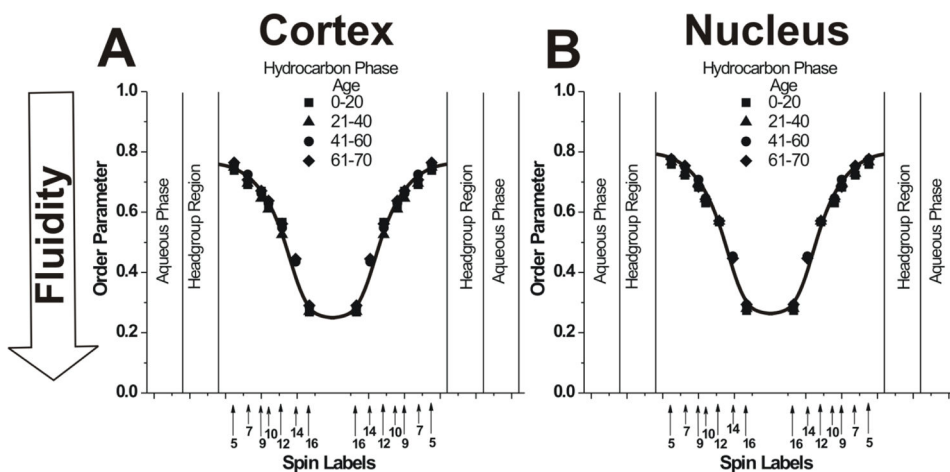 Fluidity
A
Cortex
Hydrocarbon Phase
Age
0-20
21-40
41-60
61-70
Order Parameter
1.0
0.8
0.6
0.4
0.2
0.0
Aqueous Phase
Headgroup Region
Headgroup Region
Aqueous Phase
5 7 9 10 12 14 16 16 14 12 10 9 7 5
Spin Labels
B
Nucleus
Hydrocarbon Phase
Age
0-20
21-40
41-60
61-70
Order Parameter
1.0
0.8
0.6
0.4
0.2
0.0
Aqueous Phase
Headgroup Region
Headgroup Region
Aqueous Phase
5 7 9 10 12 14 16 16 14 12 10 9 7 5
Spin Labels